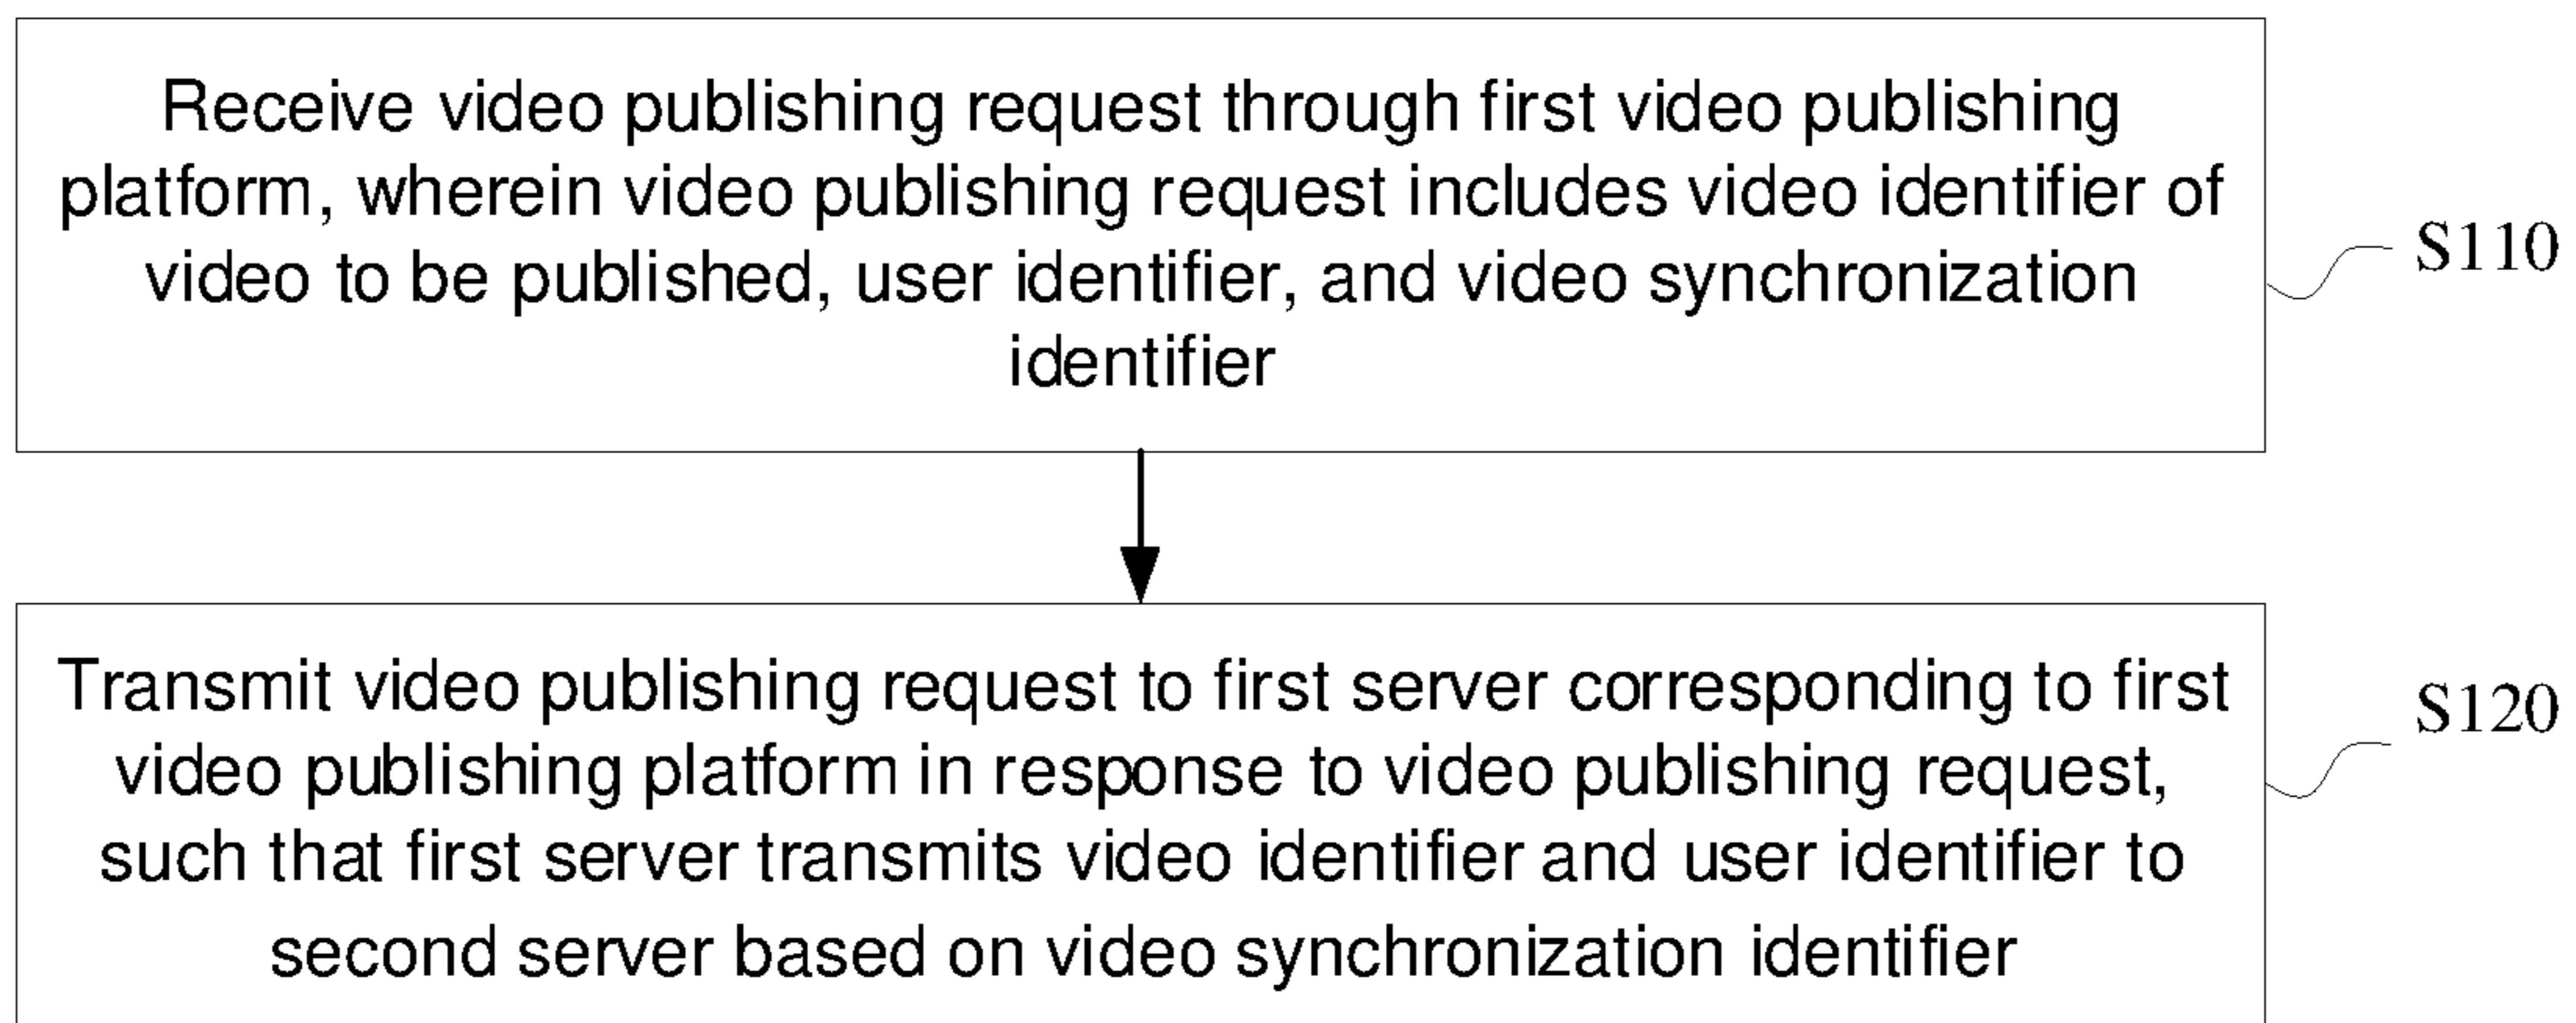 Receive video publishing request through first video publishing
platform, wherein video publishing request includes video identifier of
video to be published, user identifier, and video synchronization
identifier
S110
Transmit video publishing request to first server corresponding to first
video publishing platform in response to video publishing request,
such that first server transmits video identifier and user identifier to
second server based on video synchronization identifier
S120